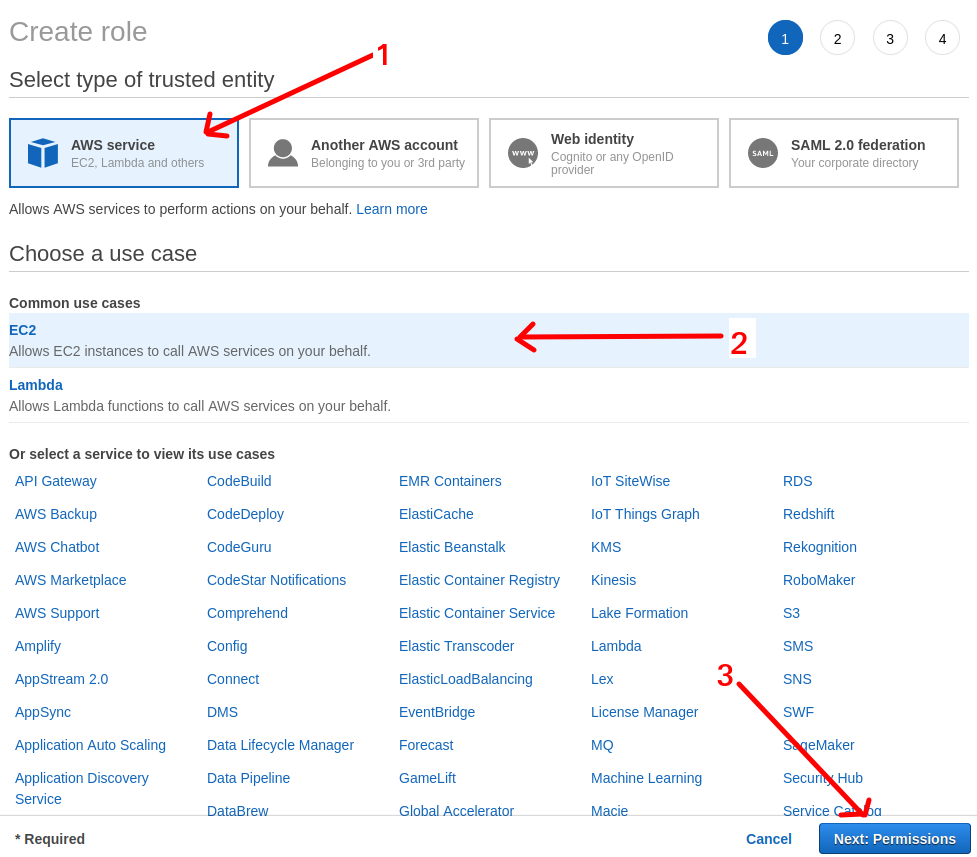 Create role
1 2 3 4
1
Select type of trusted entity
AWS service
EC2, Lambda and others
Another AWS account
Belonging to you or 3rd party
WWW
Web identity
Cognito or any OpenID
provider
SAML
SAML 2.0 federation
Your corporate directory
Allows AWS services to perform actions on your behalf. Learn more
Choose a use case
Common use cases
EC2
Allows EC2 instances to call AWS services on your behalf.
2
Lambda
Allows Lambda functions to call AWS services on your behalf.
Or select a service to view its use cases
API Gateway CodeBuild EMR Containers IoT SiteWise RDS
AWS Backup CodeDeploy ElastiCache IoT Things Graph Redshift
AWS Chatbot CodeGuru Elastic Beanstalk KMS Rekognition
AWS Marketplace CodeStar Notifications Elastic Container Registry Kinesis RoboMaker
AWS Support Comprehend Elastic Container Service Lake Formation S3
Amplify Config Elastic Transcoder Lambda SMS
AppStream 2.0 Connect ElasticLoadBalancing Lex SNS
3
AppSync DMS EventBridge License Manager SWF
Application Auto Scaling Data Lifecycle Manager Forecast MQ SageMaker
Application Discovery Data Pipeline GameLift Machine Learning Security Hub
Service
DataBrew Global Accelerator Macie Service Catalog
* Required
Cancel
Next: Permissions